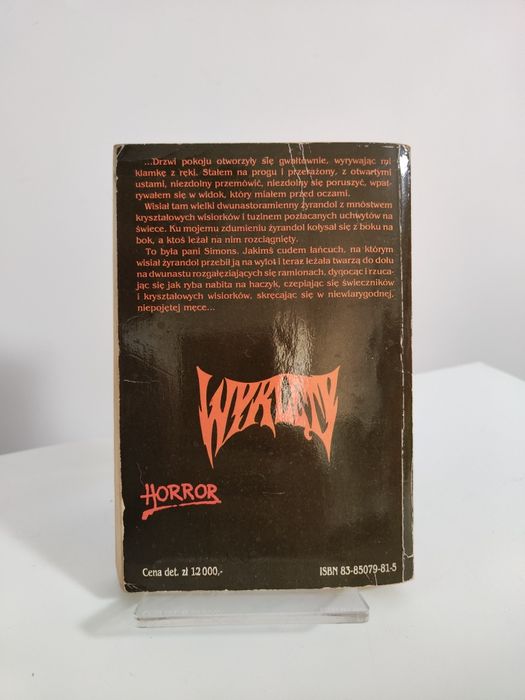 ...Drzwi pokoju otworzyły się gwałtownie, wyrywając mi
klamkę z ręki. Stałem na progu i przerażony, z otwartymi
ustami, niezdolny przemówić, niezdolny się poruszyć, wpat-
rywałem się w widok, który miałem przed oczami.
Wisiał tam wielki dwunastoramienny żyrandol z mnóstwem
kryształowych wisiorków i tuzinem pozłacanych uchwytów na
świece. Ku mojemu zdumieniu żyrandol kołysał się z boku na
bok, a ktoś leżał na nim rozciągnięty.
To była pani Simons. Jakimś cudem łańcuch, na którym
wisiał żyrandol przebił ją na wylot i teraz leżała twarzą do dołu
na dwunastu rozgałęziających się ramionach, dygocąc i rzuca-
jąc się jak ryba nabita na haczyk, czepiając się świeczników
i kryształowych wisiorków, skręcając się w niewiarygodnej,
niepojętej męce...
WYKLĘTY
HORROR
Cena det. zł 12 000,-
ISBN 83-85079-81-5